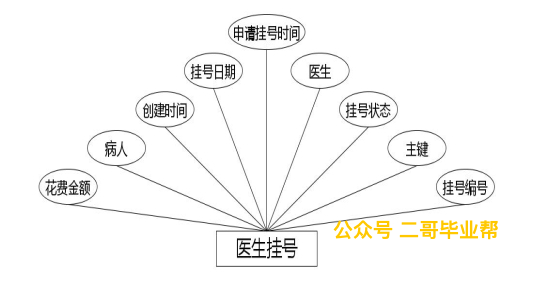 申请挂号时间
挂号日期
医生
创建时间
挂号状态
病人
主键
花费金额
挂号编号
公众号 二哥毕业帮
医生挂号